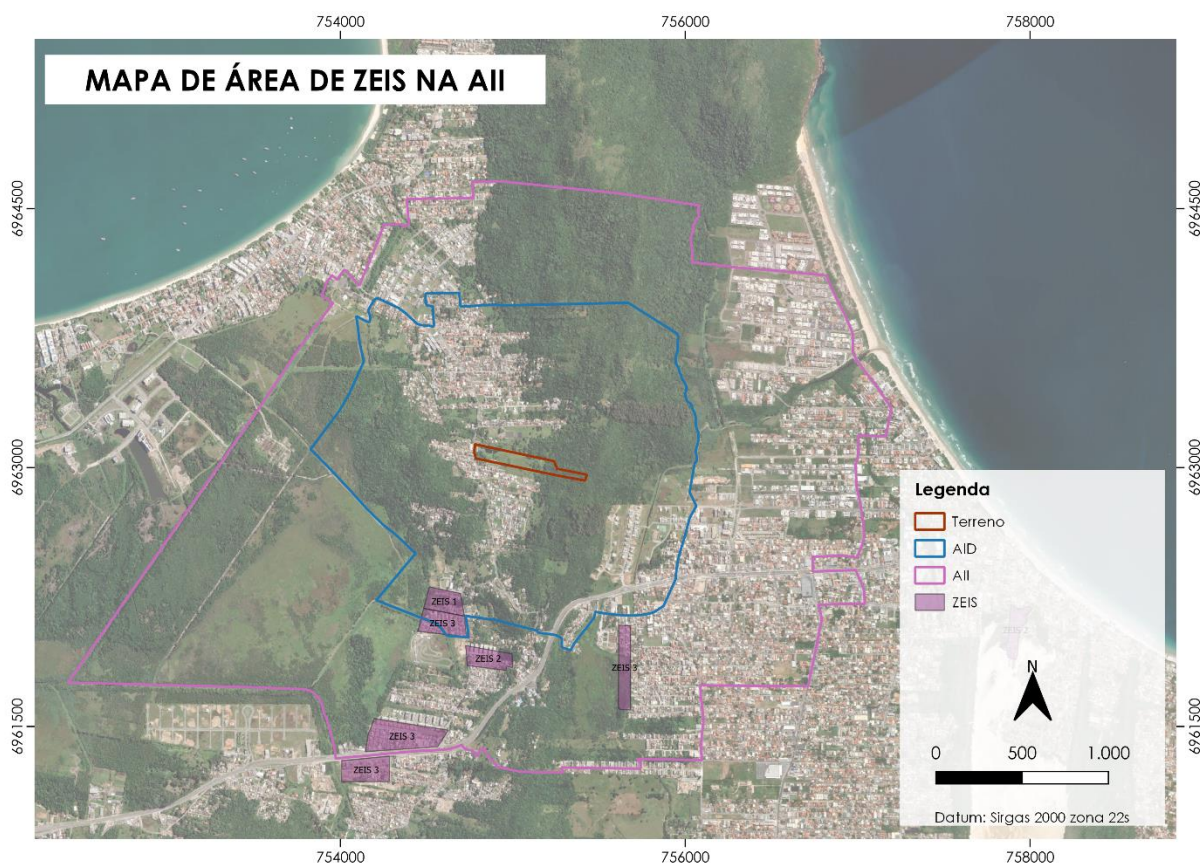 754000 756000 758000
MAPA DE ÁREA DE ZEIS NA AII
6964500 6964500
6963000 6963000
Legenda
Terreno
AID
AII
ZEIS
ZEIS 1
ZEIS 3
ZEIS 2
ZEIS 2
ZEIS 3
N
6961500 6961500
ZEIS 3
ZEIS 3
0 500 1.000
Datum: Sirgas 2000 zona 22s
754000 756000 758000